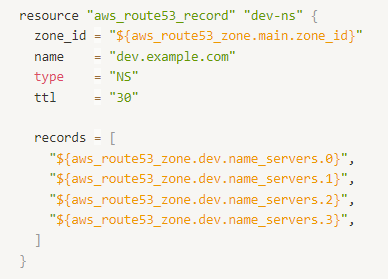 resource "aws_route53_record" "dev-ns" {
  zone_id = "${aws_route53_zone.main.zone_id}"
  name    = "dev.example.com"
  type    = "NS"
  ttl     = "30"

  records = [
    "${aws_route53_zone.dev.name_servers.0}",
    "${aws_route53_zone.dev.name_servers.1}",
    "${aws_route53_zone.dev.name_servers.2}",
    "${aws_route53_zone.dev.name_servers.3}",
  ]
}